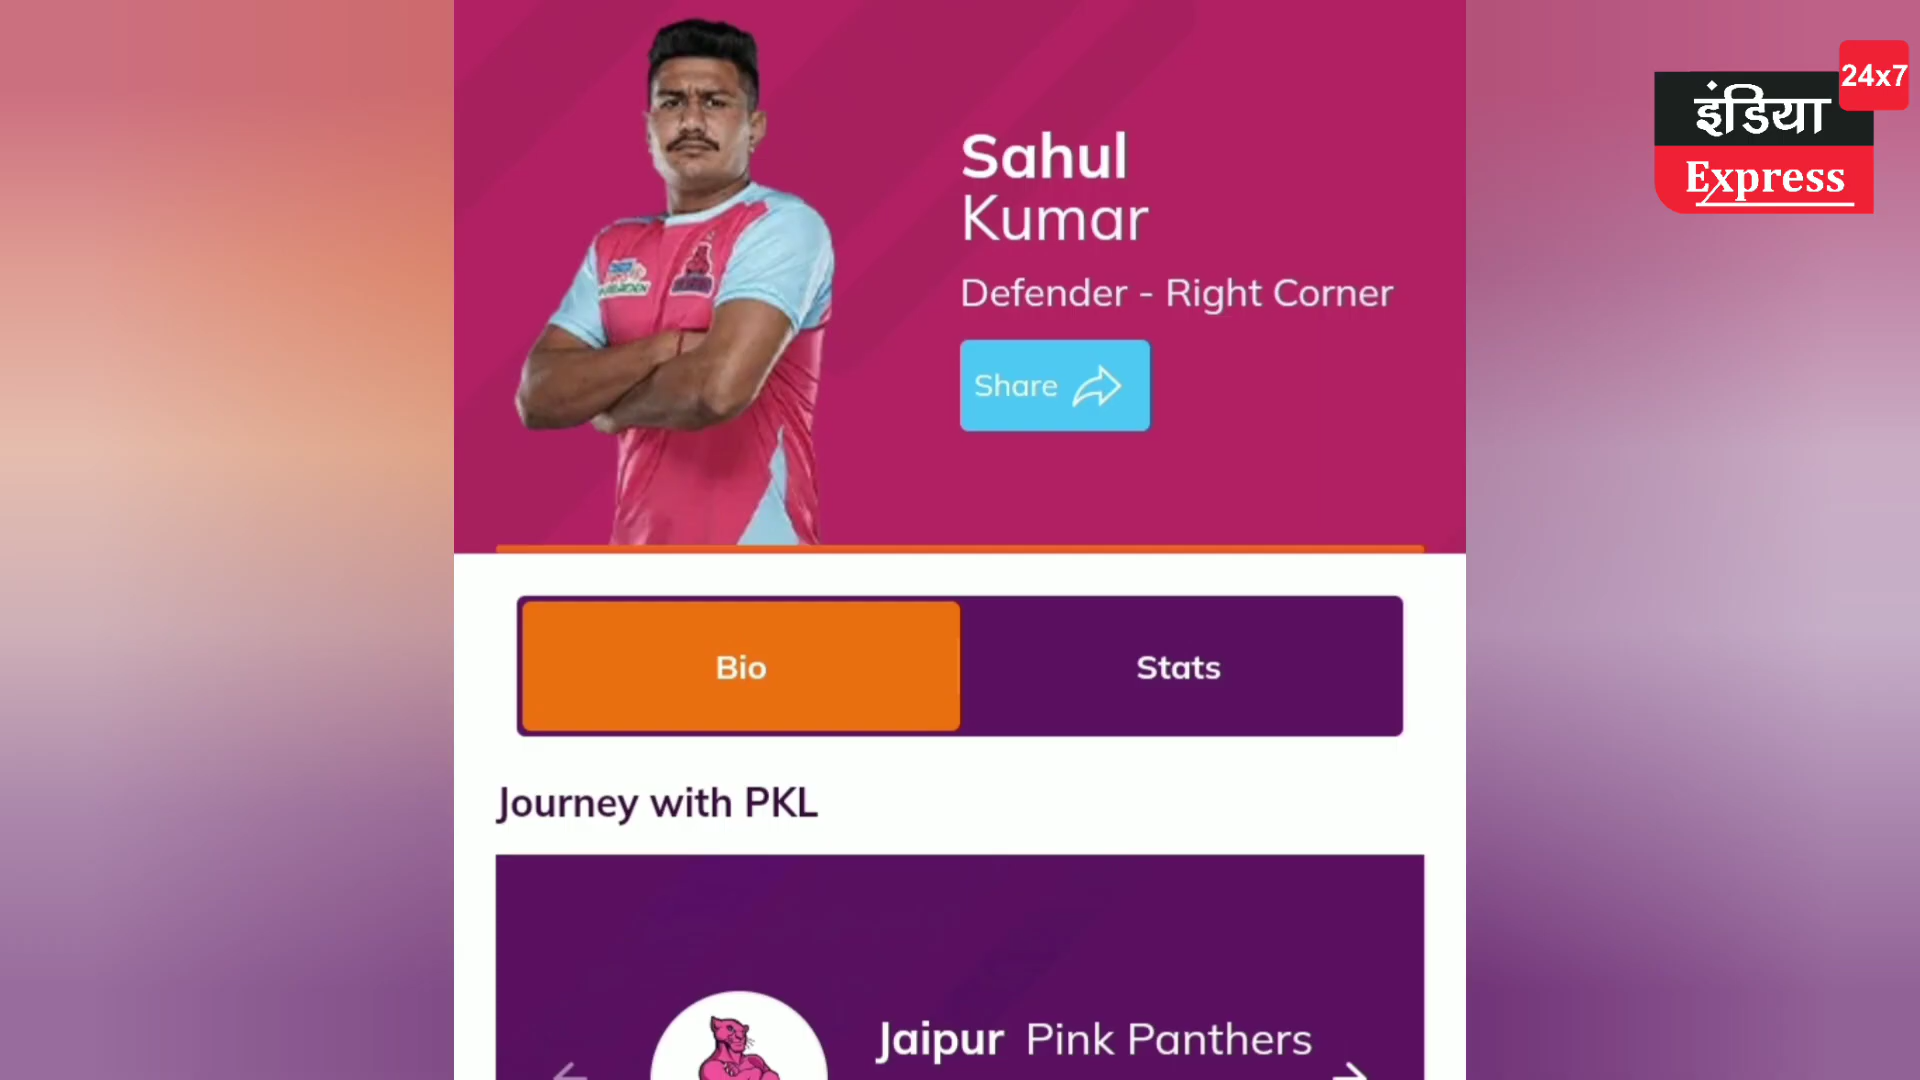 24x7
इंडिया
Express
Sahul
Kumar
Defender - Right Corner
Share
Bio
Stats
Journey with PKL
Jaipur Pink Panthers